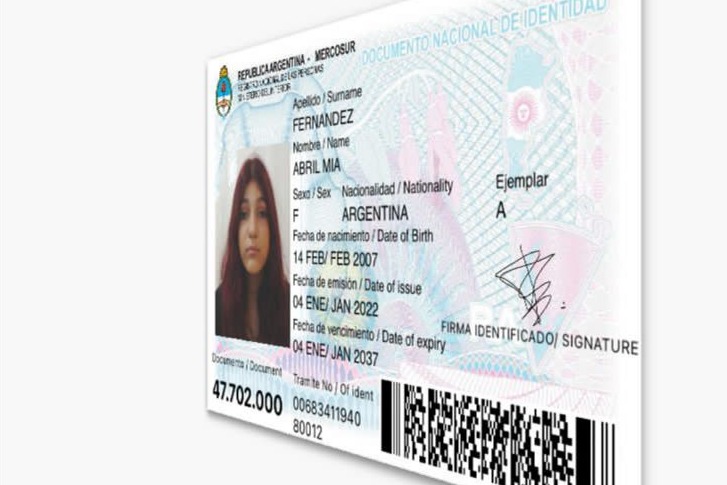 REPUBLICA ARGENTINA - MERCOSUR
DOCUMENTO NACIONAL DE IDENTIDAD
REGISTRO NACIONAL DE LAS PERSONAS
Apellido / Surname
FERNANDEZ
Nombre / Name
ABRIL MIA
Sexo / Sex Nacionalidad / Nationality
F ARGENTINA
Ejemplar
A
Fecha de nacimiento / Date of Birth
14 FEB/ FEB 2007
Fecha de emisión / Date of issue
04 ENE/ JAN 2022
Fecha de vencimiento / Date of expiry
04 ENE/ JAN 2037
FIRMA IDENTIFICADO/ SIGNATURE
Documento / Document
47.702.000
Tramite No / Of ident
00683411940
80012